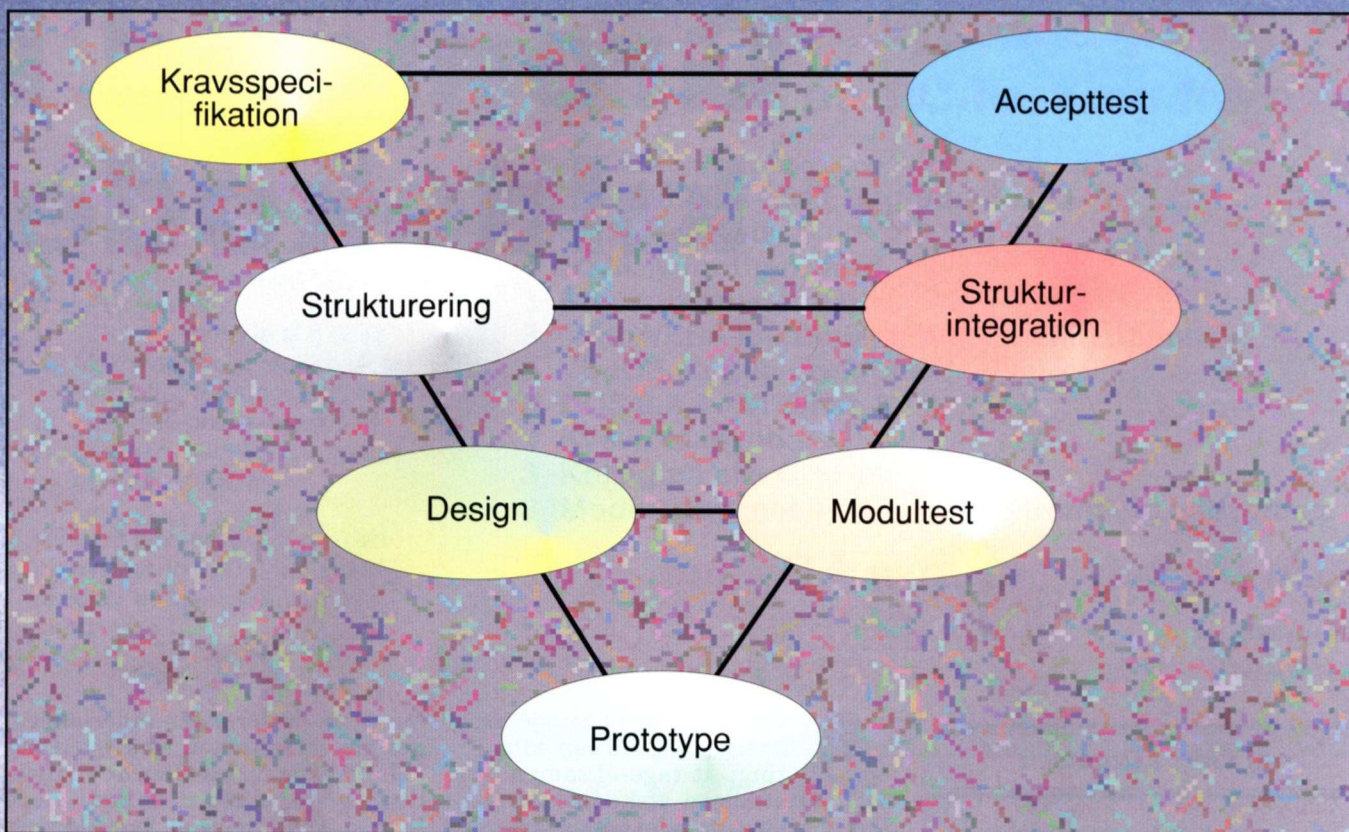 Kravsspeci-
fikation
Accepttest
Strukturering
Struktur-
integration
Design
Modultest
Prototype